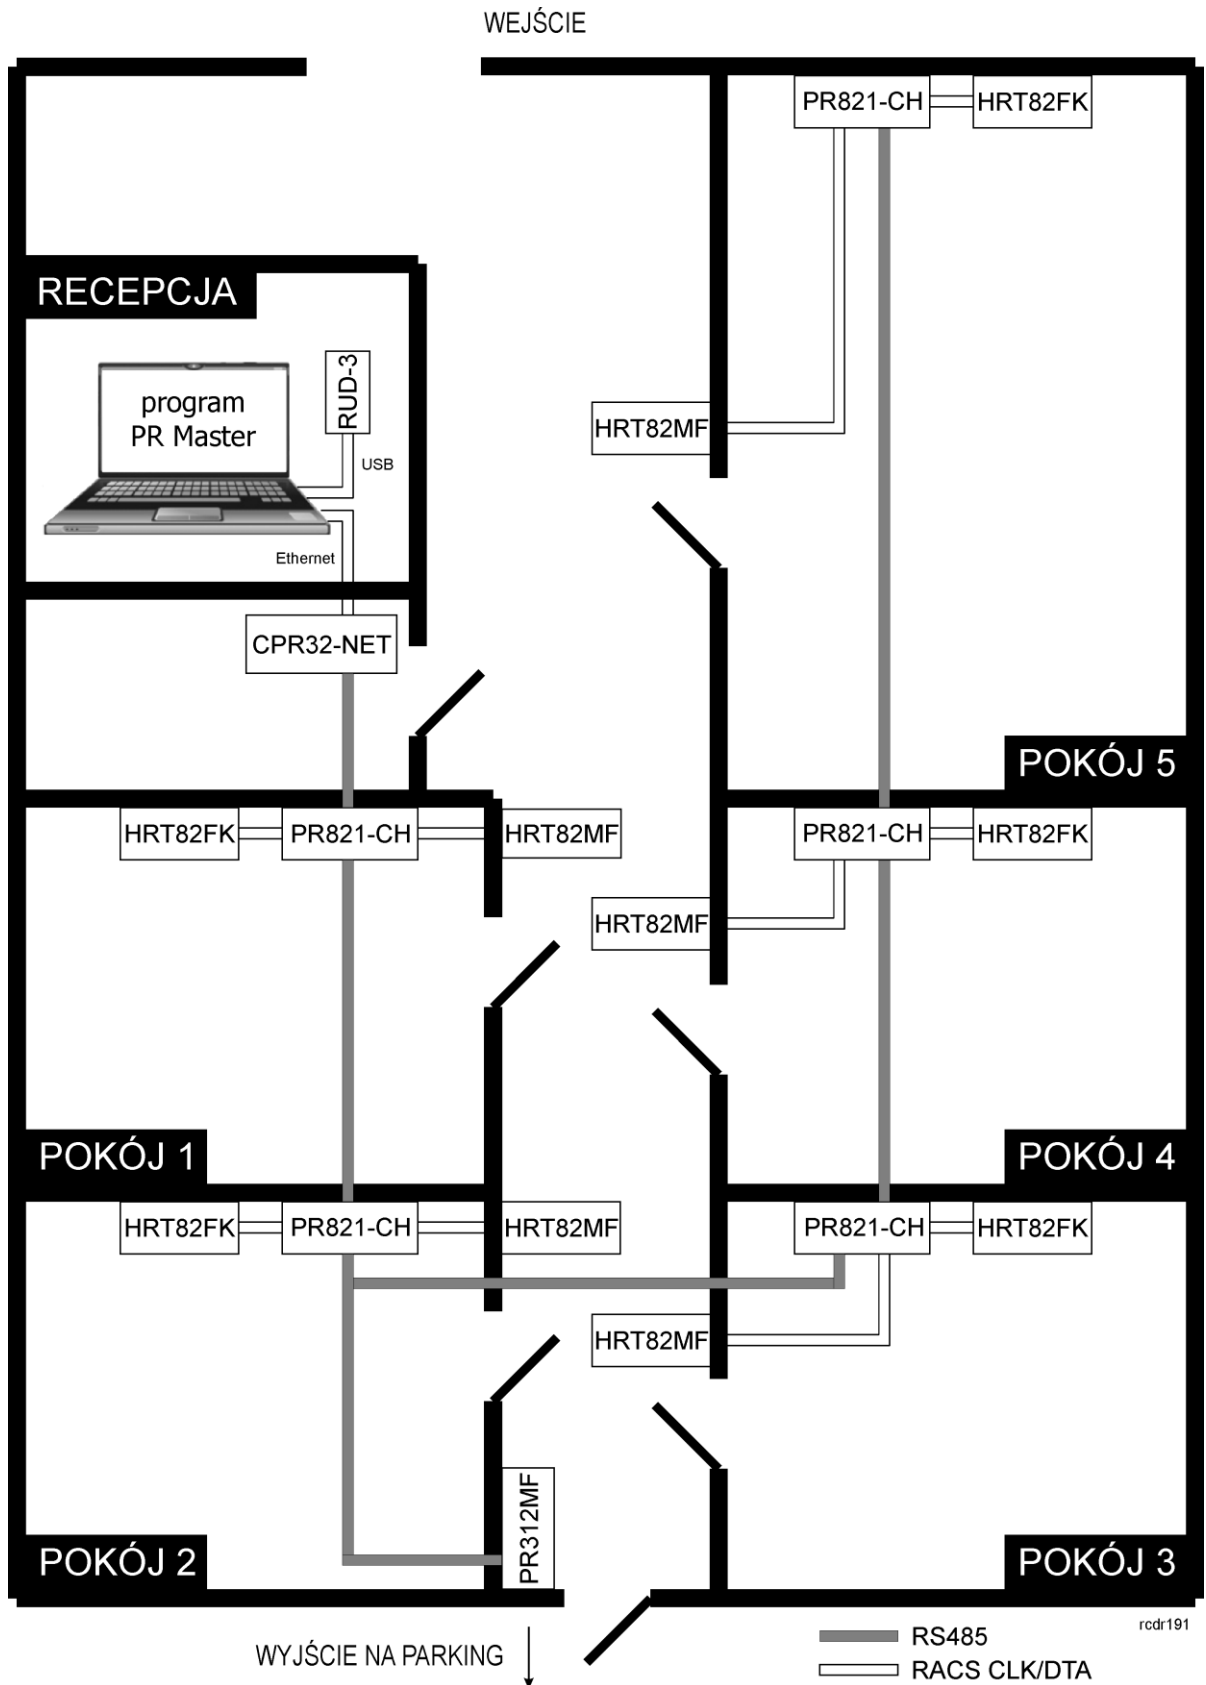 WEJŚCIE
PR821-CH
HRT82FK
RECEPCJA
program
PR Master
RUD-3
USB
HRT82MF
Ethernet
CPR32-NET
POKÓJ 5
HRT82FK
PR821-CH
HRT82MF
PR821-CH
HRT82FK
HRT82MF
POKÓJ 1
POKÓJ 4
HRT82FK
PR821-CH
HRT82MF
PR821-CH
HRT82FK
HRT82MF
PR312MF
POKÓJ 2
POKÓJ 3
rcdr191
WYJŚCIE NA PARKING
RS485
RACS CLK/DTA